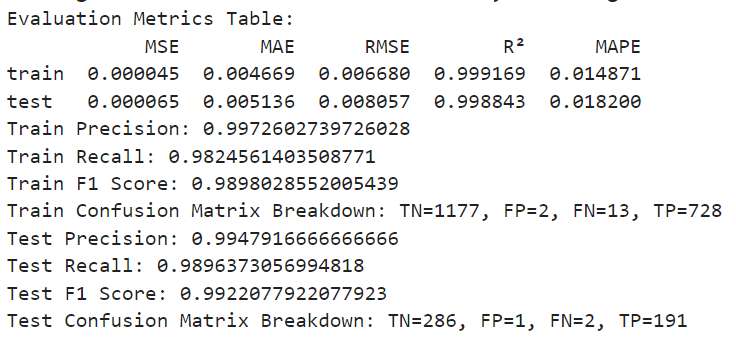 Evaluation Metrics Table:
MSE MAE RMSE R² MAPE
train 0.000045 0.004669 0.006680 0.999169 0.014871
test 0.000065 0.005136 0.008057 0.998843 0.018200
Train Precision: 0.9972602739726028
Train Recall: 0.9824561403508771
Train F1 Score: 0.9898028552005439
Train Confusion Matrix Breakdown: TN=1177, FP=2, FN=13, TP=728
Test Precision: 0.9947916666666666
Test Recall: 0.9896373056994818
Test F1 Score: 0.9922077922077923
Test Confusion Matrix Breakdown: TN=286, FP=1, FN=2, TP=191